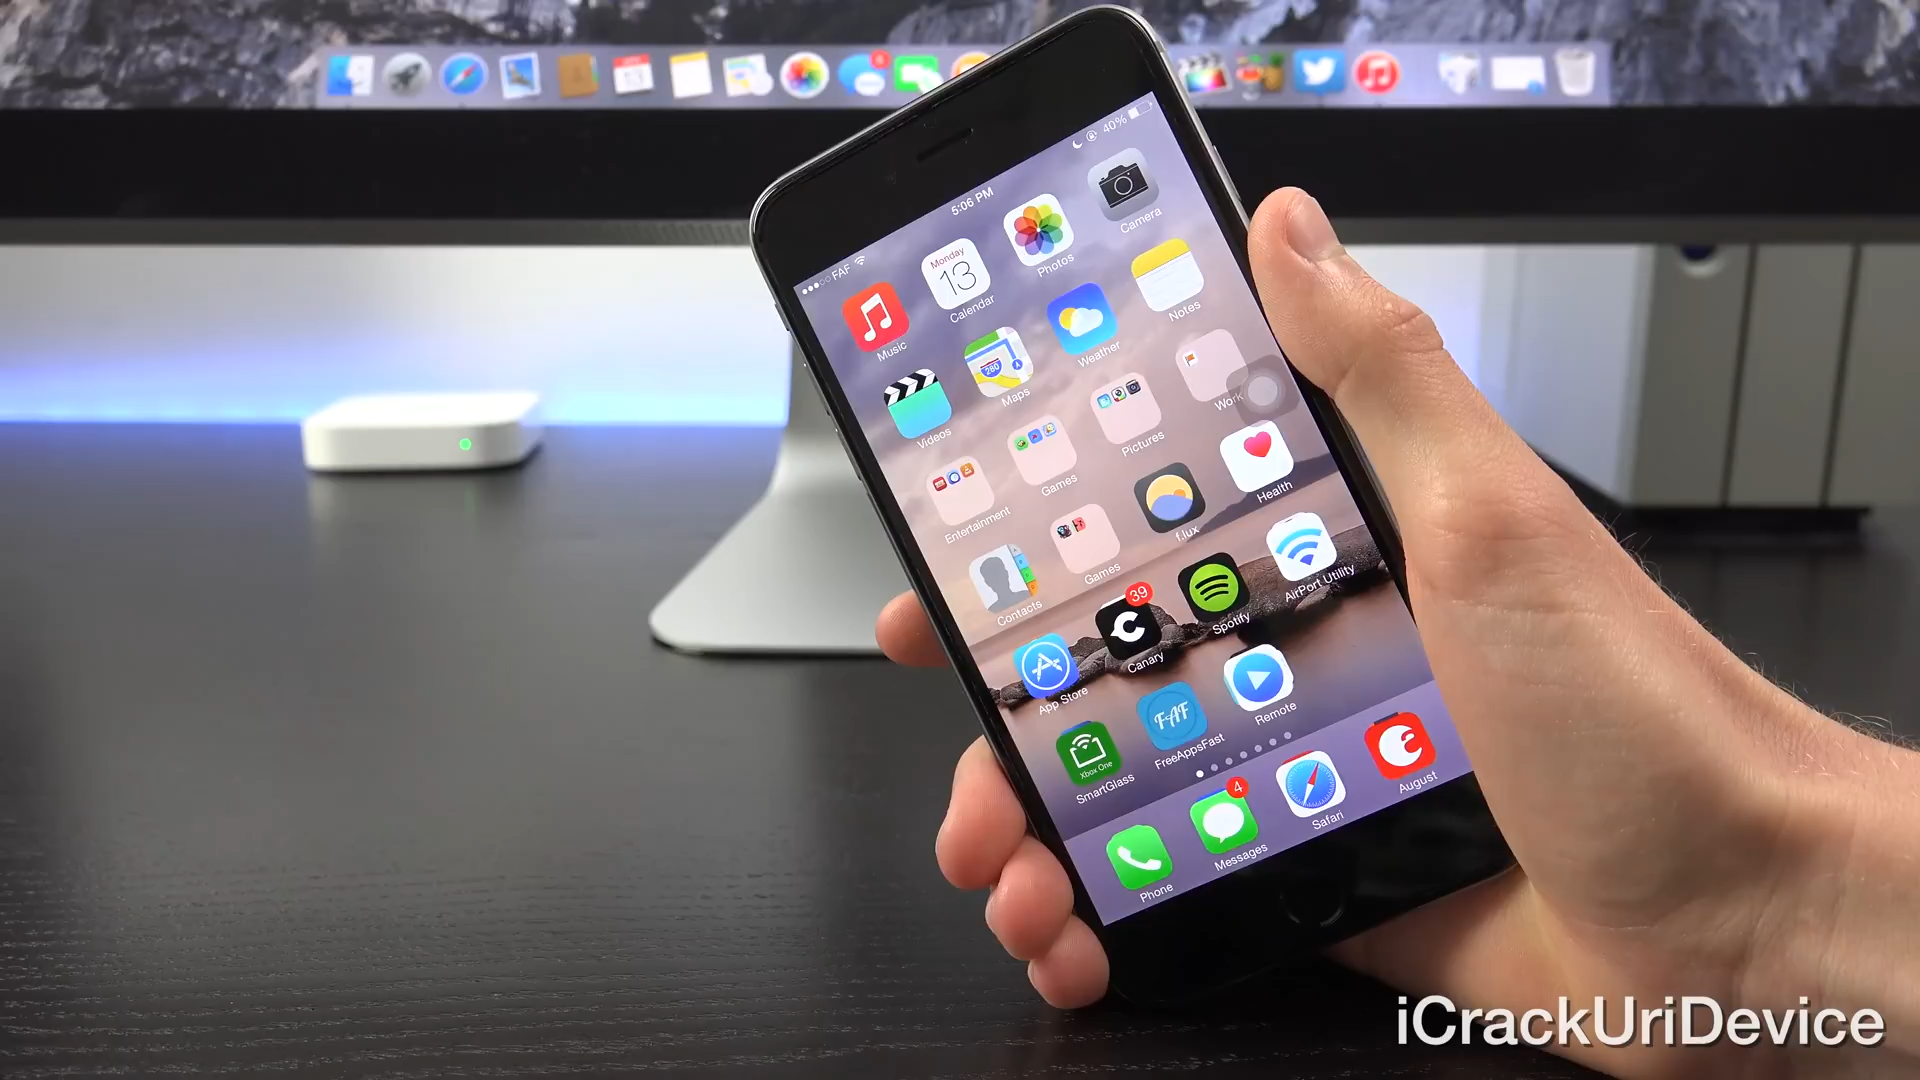 40%
5:06 PM
FAF
Monday
13
Music
Calendar
Photos
Camera
Videos
280
Maps
Weather
Notes
Entertainment
Games
Pictures
Work
Contacts
Games
f.lux
Health
App Store
39
Canary
Spotify
AirPort Utility
Xbox One
SmartGlass
FAF
FreeAppsFast
Remote
Phone
4
Messages
Safari
August
iCrackUriDevice